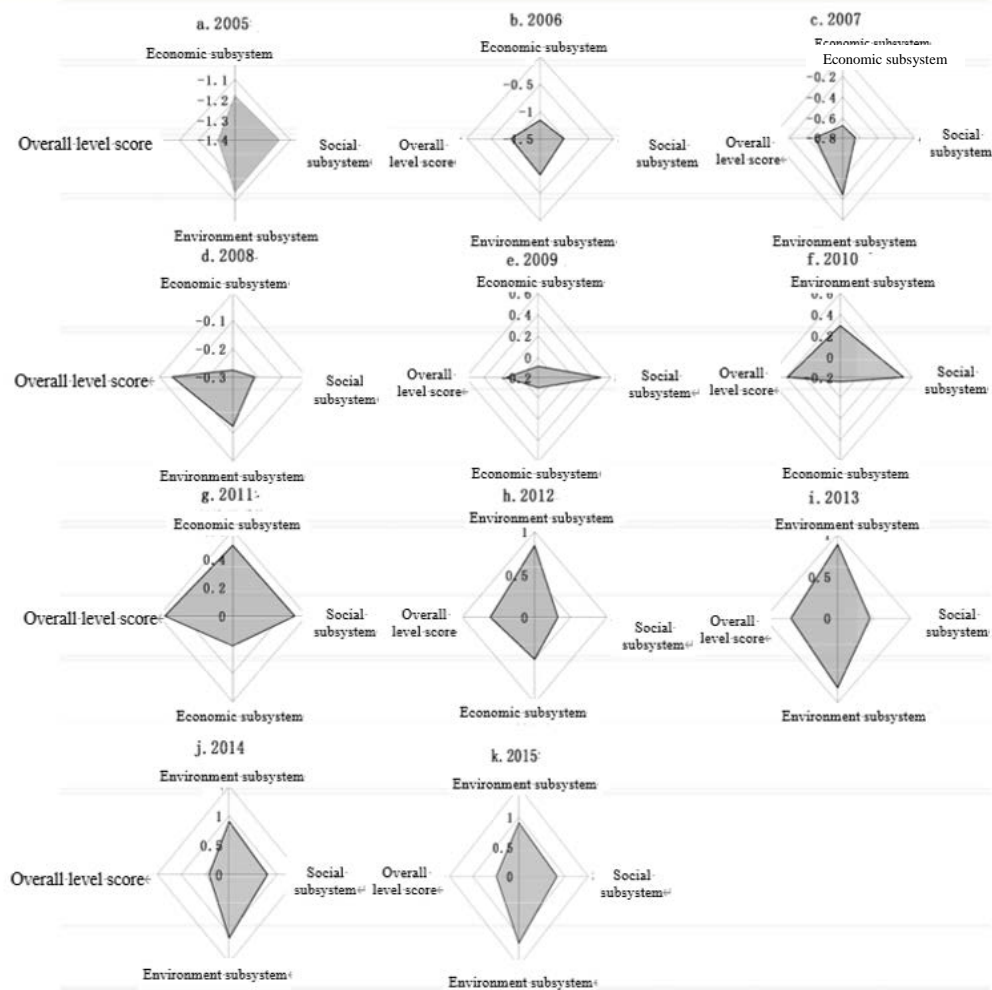 a. 2005
b. 2006
c. 2007
Economic subsystem
Economic subsystem
Economic subsystem
Economic subsystem
-1.1
-1.2
-1.3
-1.4
-0.5
-1
.5
-0.2
-0.4
-0.6
-0.8
Overall level score
Social
subsystem
Overall
level score
Social
subsystem
Overall
level score
Social
subsystem
Environment subsystem
Environment subsystem
Environment subsystem
d. 2008
e. 2009
f. 2010
Economic subsystem
Economic subsystem
Environment subsystem
-0.1
-0.2
-0.3
0.6
0.4
0.2
0
-0.2
0.6
0.4
0.2
0
-0.2
Overall level score
Social
subsystem
Overall
level score
Social
subsystem
Overall
level score
Social
subsystem
Environment subsystem
Economic subsystem
Economic subsystem
g. 2011
h. 2012
i. 2013
Economic subsystem
Environment subsystem
Environment subsystem
0.4
0.2
0
1
0.5
0
0.5
0
Overall level score
Social
subsystem
Overall
level score
Social
subsystem
Overall
level score
Social
subsystem
Economic subsystem
Economic subsystem
Environment subsystem
j. 2014
k. 2015
Environment subsystem
Environment subsystem
1
0.5
0
1
0.5
0
Overall level score
Social
subsystem
Overall
level score
Social
subsystem
Environment subsystem
Environment subsystem